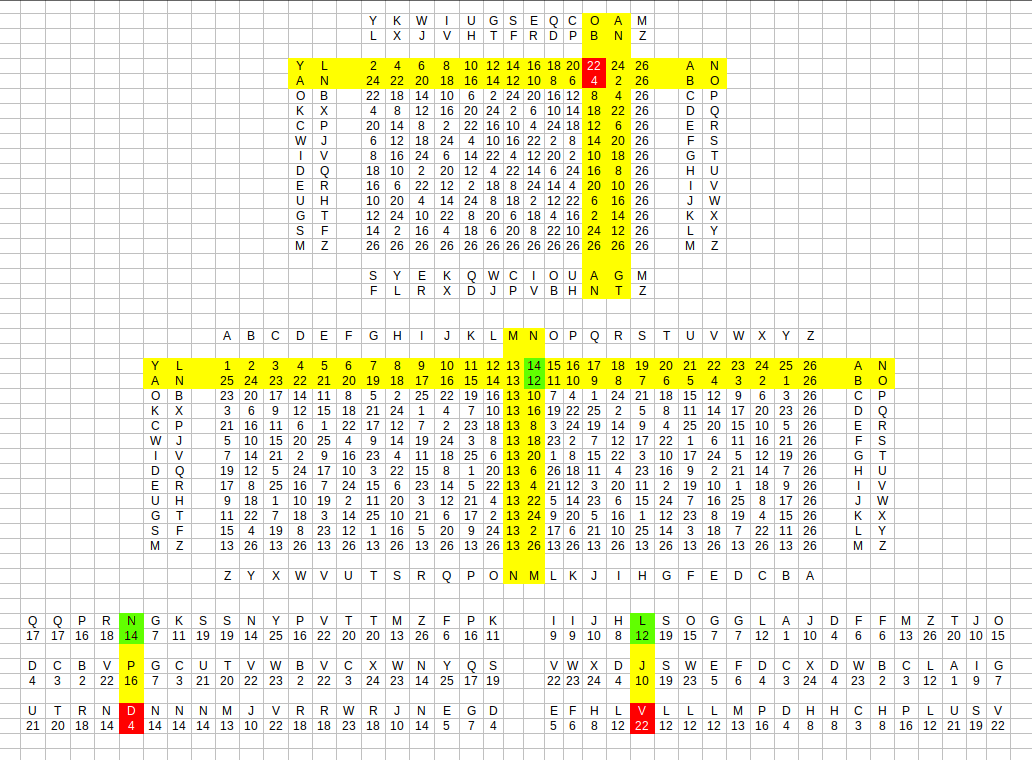 Y K W I U G S E Q C O A M
L X J V H T F R D P B N Z
Y L 2 4 6 8 10 12 14 16 18 20 22 24 26 A N
A N 24 22 20 18 16 14 12 10 8 6 4 2 26 B O
O B 22 18 14 10 6 2 24 20 16 12 8 4 26 C P
K X 4 8 12 16 20 24 2 6 10 14 18 22 26 D Q
C P 20 14 8 2 22 16 10 4 24 18 12 6 26 E R
W J 6 12 18 24 4 10 16 22 2 8 14 20 26 F S
I V 8 16 24 6 14 22 4 12 20 2 10 18 26 G T
D Q 18 10 2 20 12 4 22 14 6 24 16 8 26 H U
E R 16 6 22 12 2 18 8 24 14 4 20 10 26 I V
U H 10 20 4 14 24 8 18 2 12 22 6 16 26 J W
G T 12 24 10 22 8 20 6 18 4 16 2 14 26 K X
S F 14 2 16 4 18 6 20 8 22 10 24 12 26 L Y
M Z 26 26 26 26 26 26 26 26 26 26 26 26 26 M Z
S Y E K Q W C I O U A G M
F L R X D J P V B H N T Z
A B C D E F G H I J K L M N O P Q R S T U V W X Y Z
Y L 1 2 3 4 5 6 7 8 9 10 11 12 13 14 15 16 17 18 19 20 21 22 23 24 25 26 A N
A N 25 24 23 22 21 20 19 18 17 16 15 14 13 12 11 10 9 8 7 6 5 4 3 2 1 26 B O
O B 23 20 17 14 11 8 5 2 25 22 19 16 13 10 7 4 1 24 21 18 15 12 9 6 3 26 C P
K X 3 6 9 12 15 18 21 24 1 4 7 10 13 16 19 22 25 2 5 8 11 14 17 20 23 26 D Q
C P 21 16 11 6 1 22 17 12 7 2 23 18 13 8 3 24 19 14 9 4 25 20 15 10 5 26 E R
W J 5 10 15 20 25 4 9 14 19 24 3 8 13 18 23 2 7 12 17 22 1 6 11 16 21 26 F S
I V 7 14 21 2 9 16 23 4 11 18 25 6 13 20 1 8 15 22 3 10 17 24 5 12 19 26 G T
D Q 19 12 5 24 17 10 3 22 15 8 1 20 13 6 26 18 11 4 23 16 9 2 21 14 7 26 H U
E R 17 8 25 16 7 24 15 6 23 14 5 22 13 4 21 12 3 20 11 2 19 10 1 18 9 26 I V
U H 9 18 1 10 19 2 11 20 3 12 21 4 13 22 5 14 23 6 15 24 7 16 25 8 17 26 J W
G T 11 22 7 18 3 14 25 10 21 6 17 2 13 24 9 20 5 16 1 12 23 8 19 4 15 26 K X
S F 15 4 19 8 23 12 1 16 5 20 9 24 13 2 17 6 21 10 25 14 3 18 7 22 11 26 L Y
M Z 13 26 13 26 13 26 13 26 13 26 13 26 13 26 13 26 13 26 13 26 13 26 13 26 13 26 M Z
Z Y X W V U T S R Q P O N M L K J I H G F E D C B A
Q Q P R N G K S S N Y P V T T M Z F P K I I J H L S O G G L A J D F F M Z T J O
17 17 16 18 14 7 11 19 19 14 25 16 22 20 20 13 26 6 16 11 9 9 10 8 12 19 15 7 7 12 1 10 4 6 6 13 26 20 10 15
D C B V P G C U T V W B V C X W N Y Q S V W X D J S W E F D C X D W B C L A I G
4 3 2 22 16 7 3 21 20 22 23 2 22 3 24 23 14 25 17 19 22 23 24 4 10 19 23 5 6 4 3 24 4 23 2 3 12 1 9 7
U T R N D N N N M J V R R W R J N E G D E F H L V L L L M P D H H C H P L U S V
21 20 18 14 4 14 14 14 13 10 22 18 18 23 18 10 14 5 7 4 5 6 8 12 22 12 12 12 13 16 4 8 8 3 8 16 12 21 19 22